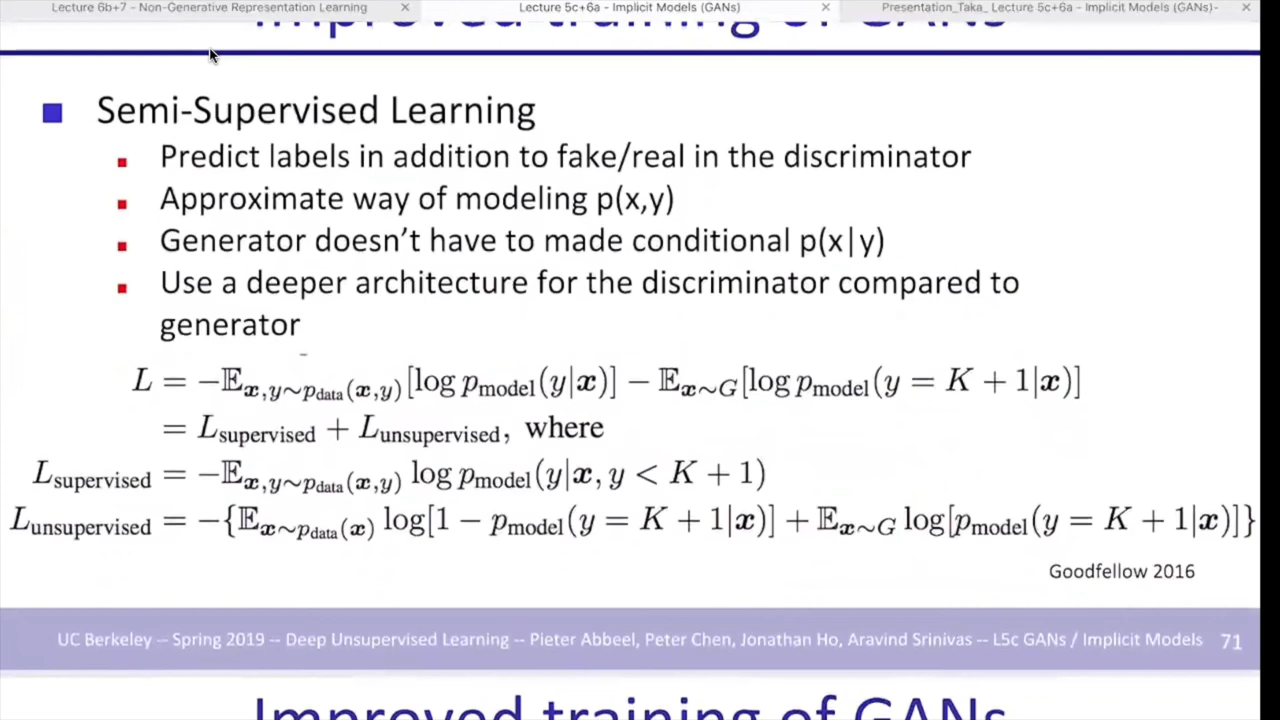 Lecture 6b+7 - Non-Generative Representation Learning × Lecture 5c+6a - Implicit Models (GANs) × Presentation_Taka_ Lecture 5c+6a - Implicit Models (GANs)- ×
Improved training of GANs
Semi-Supervised Learning
Predict labels in addition to fake/real in the discriminator
Approximate way of modeling p(x,y)
Generator doesn’t have to made conditional p(x|y)
Use a deeper architecture for the discriminator compared to
generator
L = −𝔼_{x,y∼p_data(x,y)}[log p_model(y|x)] − 𝔼_{x∼G}[log p_model(y = K + 1|x)]
= L_supervised + L_unsupervised, where
L_supervised = −𝔼_{x,y∼p_data(x,y)} log p_model(y|x, y < K + 1)
L_unsupervised = −{𝔼_{x∼p_data(x)} log[1 − p_model(y = K + 1|x)] + 𝔼_{x∼G} log[p_model(y = K + 1|x)]}
Goodfellow 2016
UC Berkeley -- Spring 2019 -- Deep Unsupervised Learning -- Pieter Abbeel, Peter Chen, Jonathan Ho, Aravind Srinivas -- L5c GANs / Implicit Models 71
Improved training of GANs